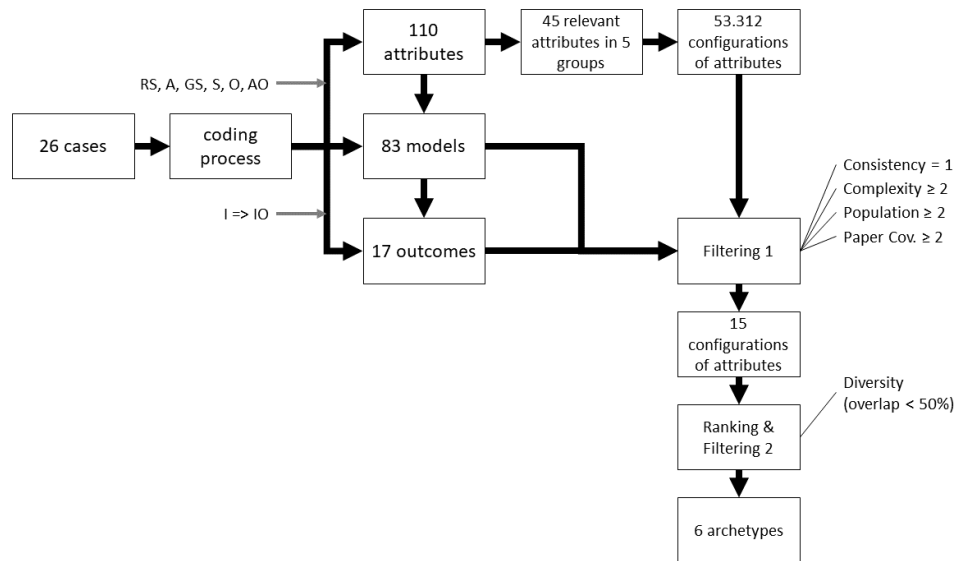 110
attributes
45 relevant
attributes in 5
groups
53.312
configurations
of attributes
RS, A, GS, S, O, AO
26 cases
coding
process
83 models
Consistency = 1
Complexity ≥ 2
Population ≥ 2
Paper Cov. ≥ 2
I => IO
17 outcomes
Filtering 1
15
configurations
of attributes
Diversity
(overlap < 50%)
Ranking &
Filtering 2
6 archetypes